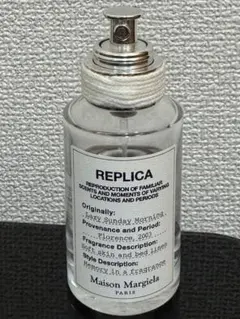 REPLICA
REPRODUCTION OF FAMILIAR
SCENTS AND MOMENTS OF VARYING
LOCATIONS AND PERIODS
Originally:
Lazy Sunday Morning
Provenance and Period:
Florence, 2003
Fragrance Description:
Soft skin and bed linen
Style Description:
Memory in a fragrance
Maison Margiela
PARIS